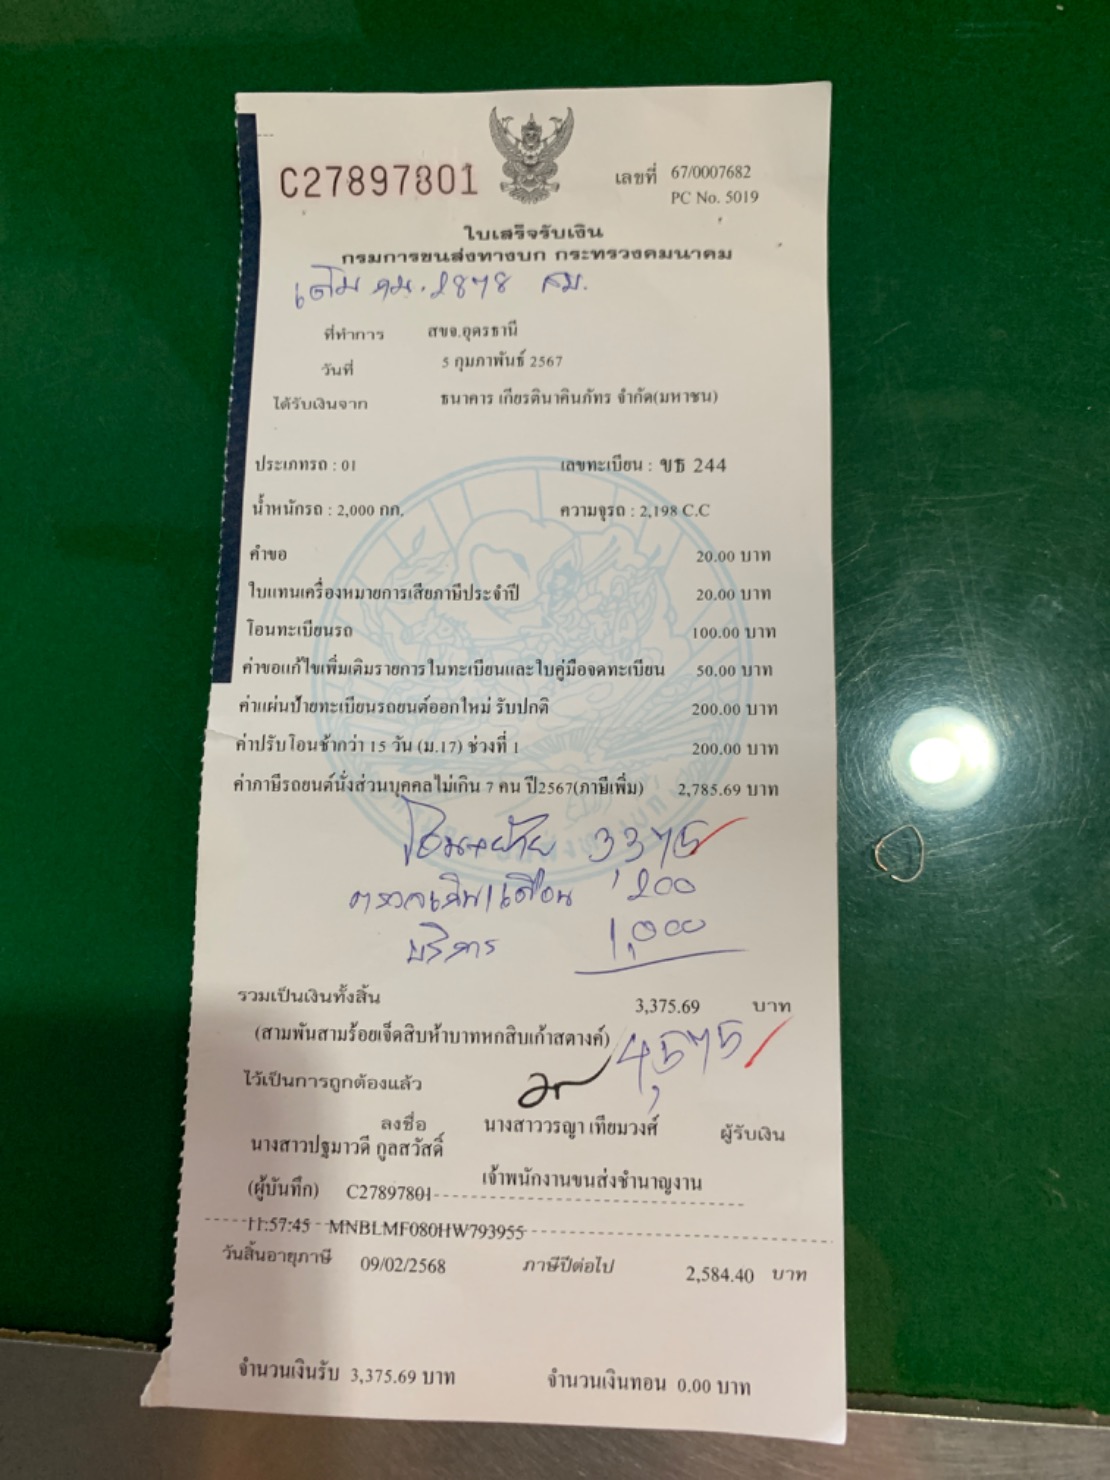 C27897801
เลขที่ 67/0007682
PC No. 5019
ใบเสร็จรับเงิน
กรมการขนส่งทางบก กระทรวงคมนาคม
เดิม 2878
ที่ทำการ สขจ.อุดรธานี
วันที่ 5 กุมภาพันธ์ 2567
ได้รับเงินจาก ธนาคาร เกียรตินาคินภัทร จำกัด(มหาชน)
ประเภทรถ : 01 เลขทะเบียน : ขธ 244
น้ำหนักรถ : 2,000 กก. ความจุรถ : 2,198 C.C
คำขอ 20.00 บาท
ใบแทนเครื่องหมายการเสียภาษีประจำปี 20.00 บาท
โอนทะเบียนรถ 100.00 บาท
ค่าขอแก้ไขเพิ่มเติมรายการในทะเบียนและใบคู่มือจดทะเบียน 50.00 บาท
ค่าแผ่นป้ายทะเบียนรถยนต์ออกใหม่ รับปกติ 200.00 บาท
ค่าปรับโอนช้ากว่า 15 วัน (ม.17) ช่วงที่ 1 200.00 บาท
ค่าภาษีรถยนต์นั่งส่วนบุคคลไม่เกิน 7 คน ปี2567(ภาษีเพิ่ม) 2,785.69 บาท
โอน+ย้าย 3375
200
บริการ 1,000
รวมเป็นเงินทั้งสิ้น 3,375.69 บาท
(สามพันสามร้อยเจ็ดสิบห้าบาทหกสิบเก้าสตางค์)
4,575
ไว้เป็นการถูกต้องแล้ว
ลงชื่อ นางสาววรญา เทียมวงศ์ ผู้รับเงิน
นางสาวปฐมาวดี กูลสวัสดิ์
เจ้าพนักงานขนส่งชำนาญงาน
(ผู้บันทึก) C27897801
11:57:45 MNBLMF080HW793955
วันสิ้นอายุภาษี 09/02/2568 ภาษีปีต่อไป 2,584.40 บาท
จำนวนเงินรับ 3,375.69 บาท จำนวนเงินทอน 0.00 บาท